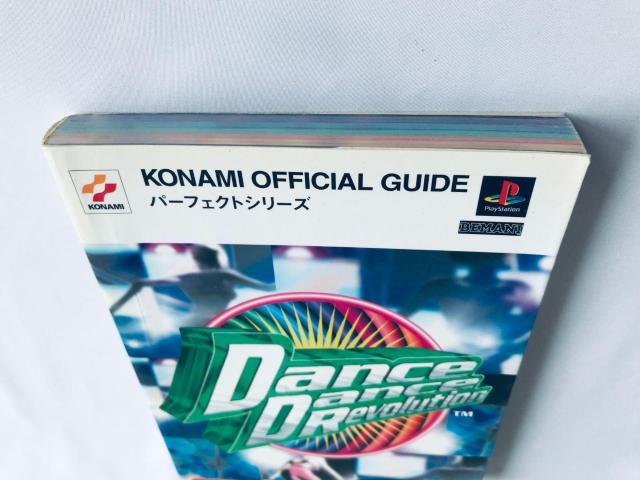 KONAMI
KONAMI OFFICIAL GUIDE
パーフェクトシリーズ
PlayStation
BEMANI
Dance
Dance
Revolution
TM